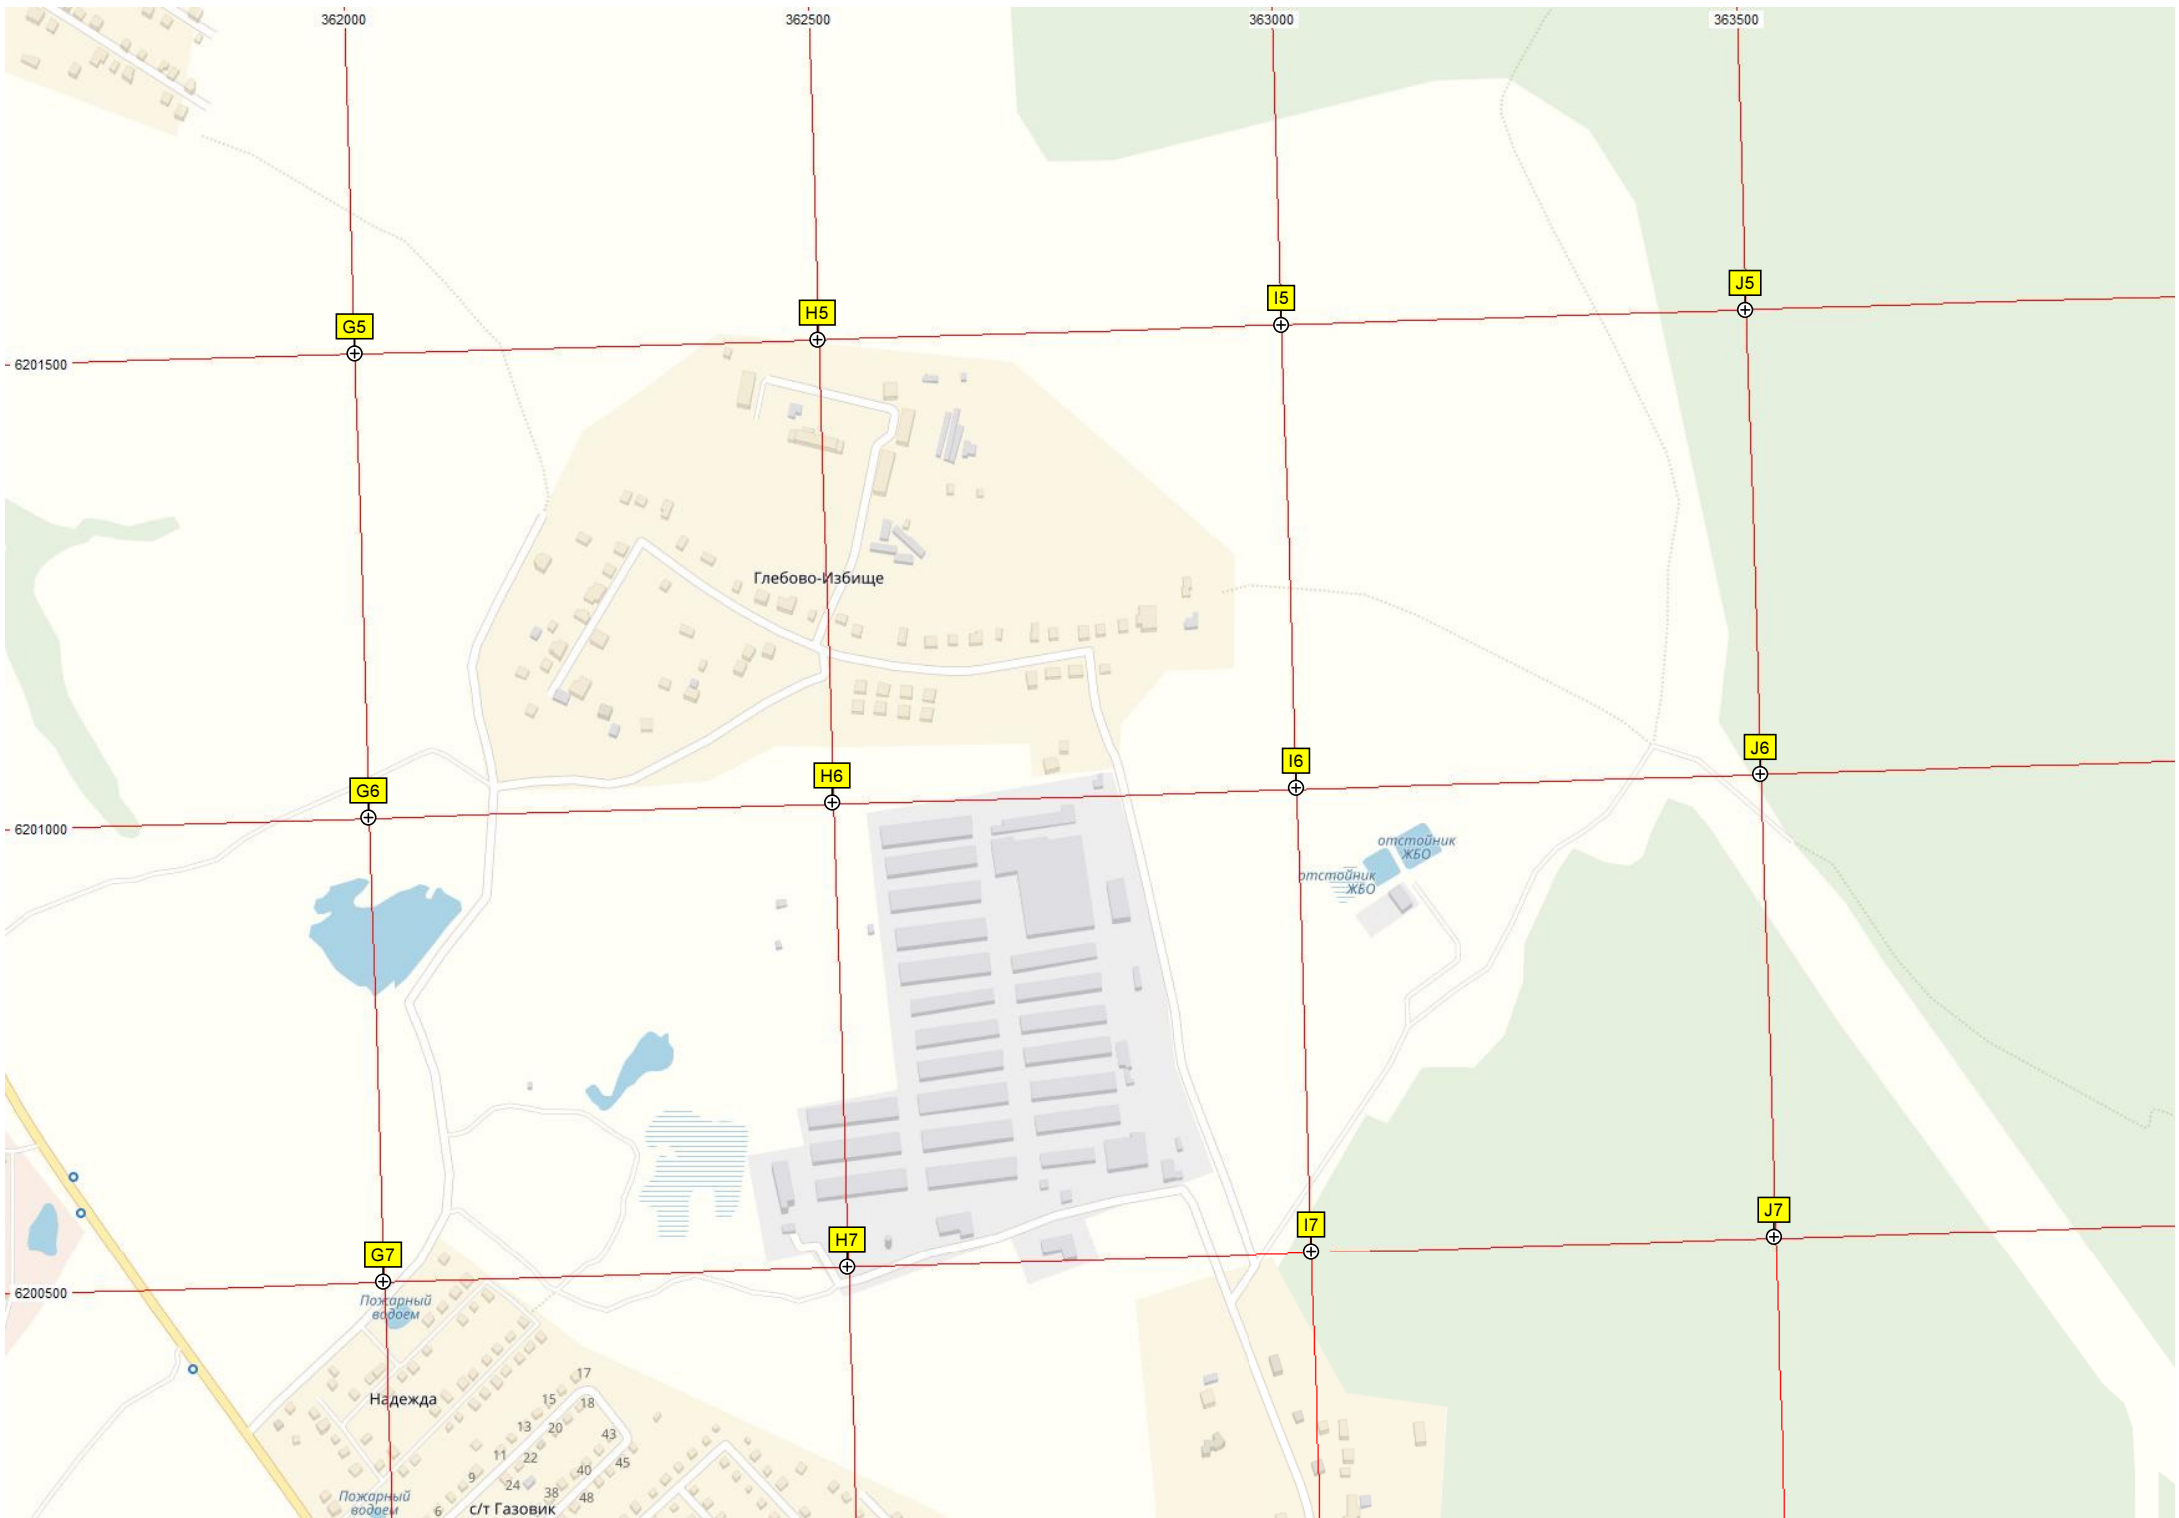 362000
362500
363000
363500
J5
I5
H5
G5
6201500
Глебово-Избище
J6
I6
H6
G6
6201000
отстойник
ЖБО
отстойник
ЖБО
J7
I7
H7
G7
6200500
Пожарный
водоем
17
Надежда
15
18
13
20
43
11
22
45
40
9
24
38
48
Пожарный
водоем
6
с/т Газовик